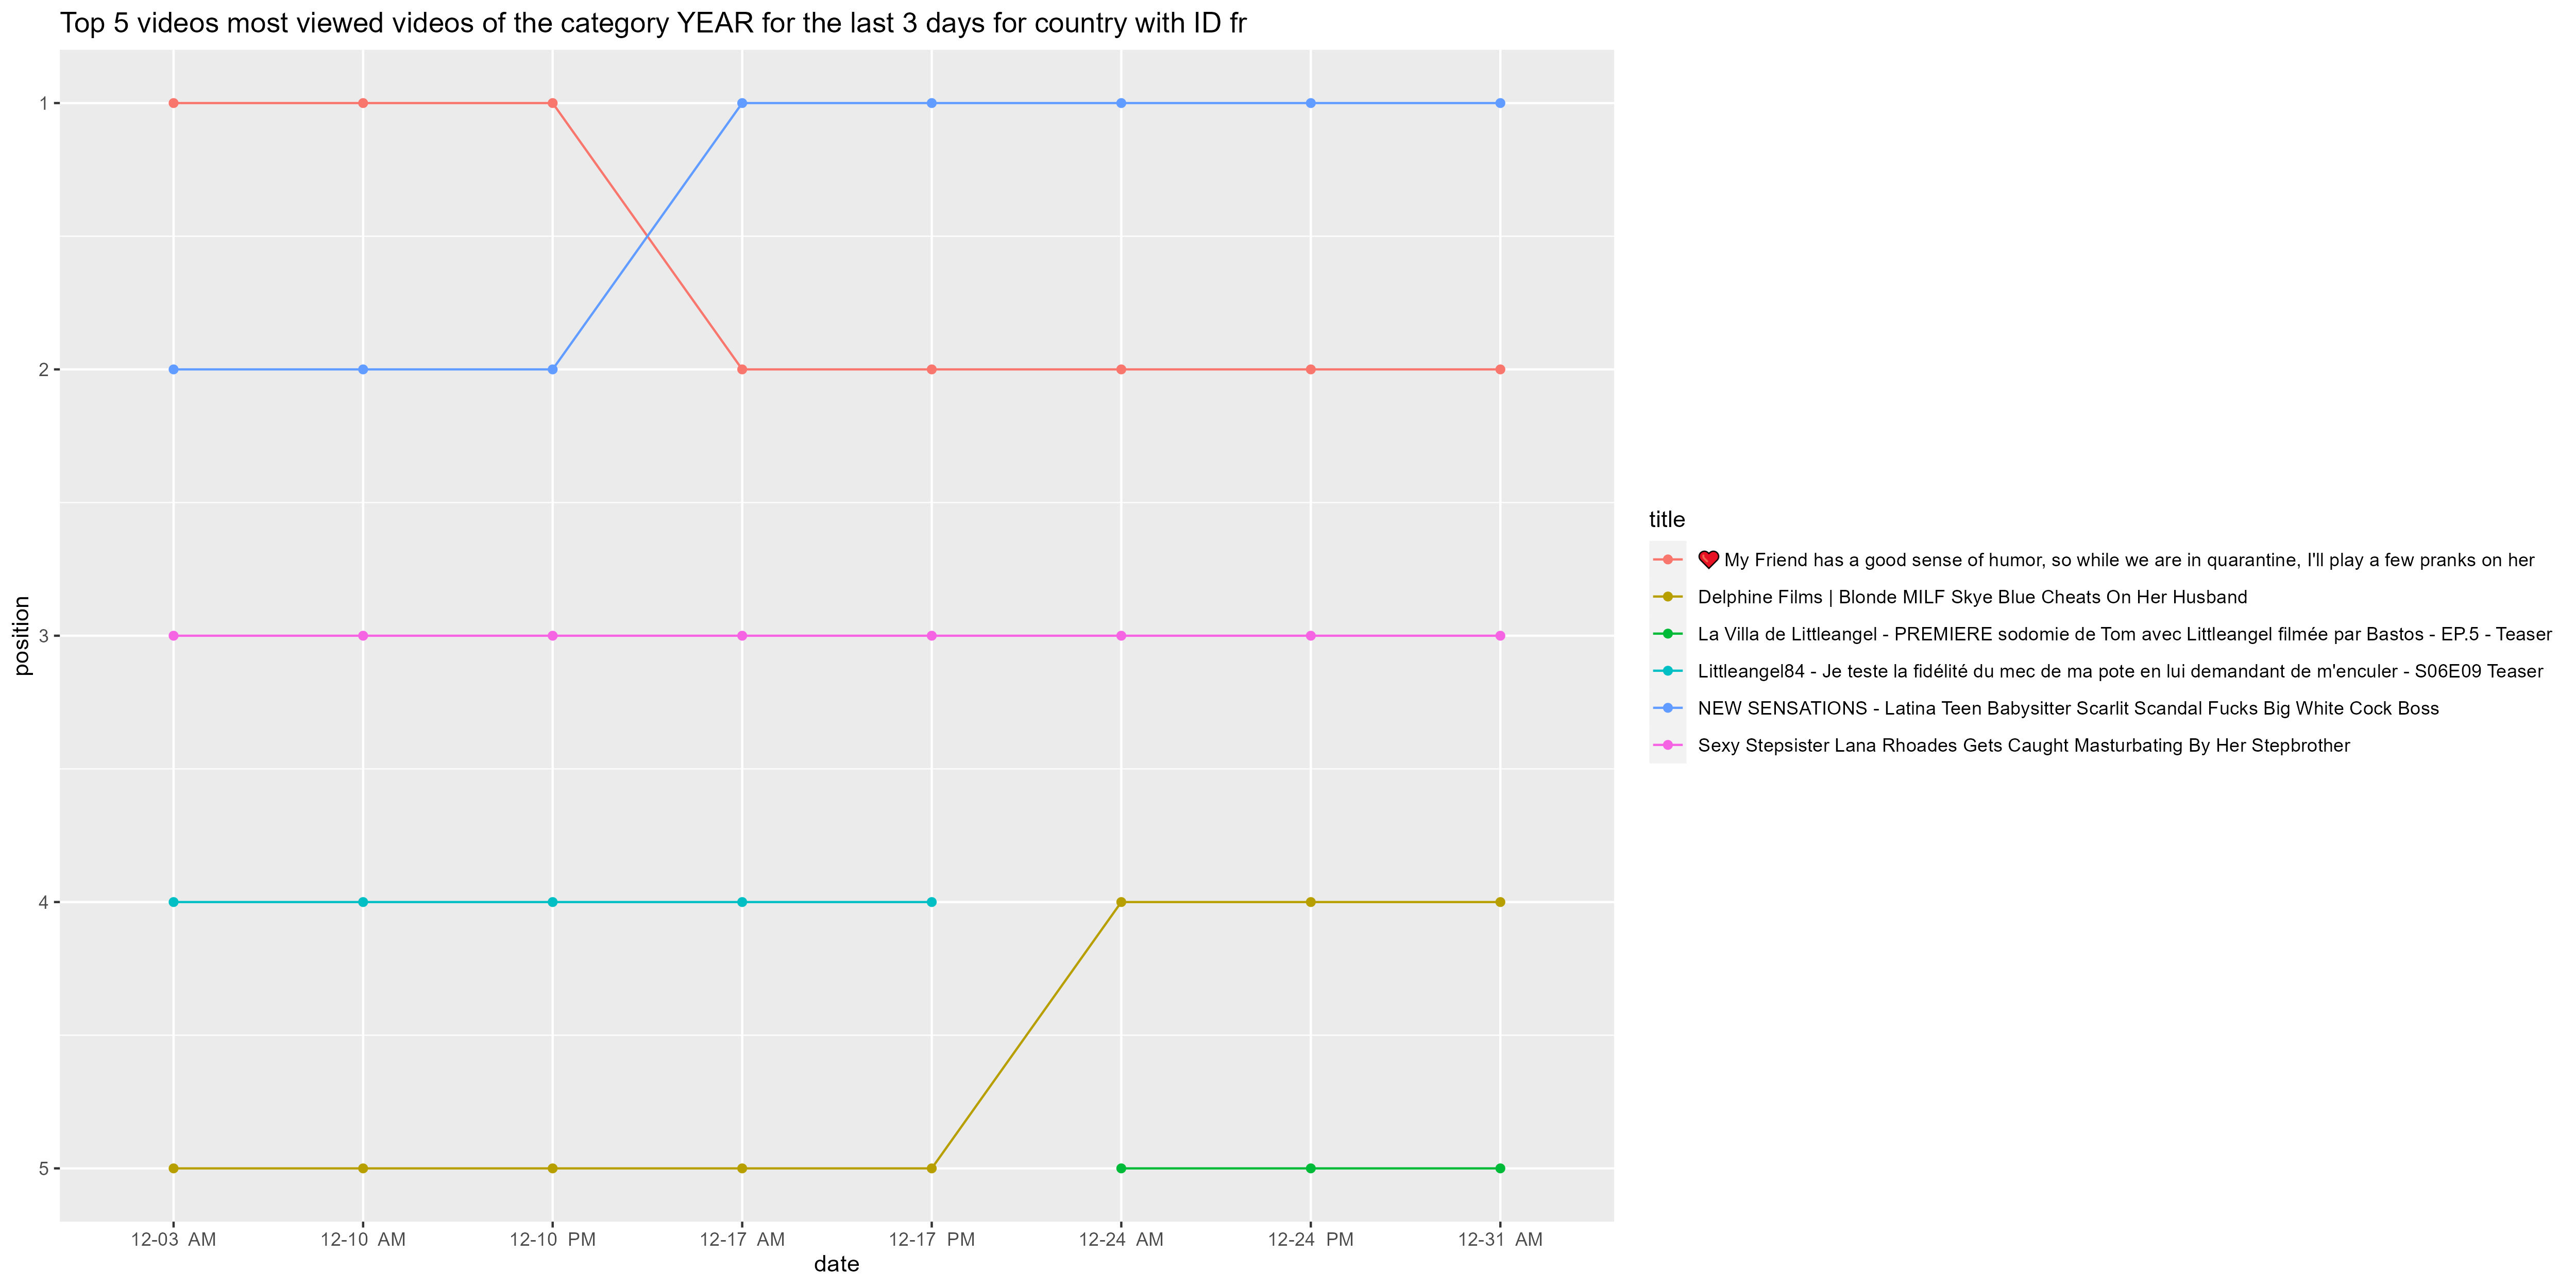 Top 5 videos most viewed videos of the category YEAR for the last 3 days for country with ID fr
position
1
2
3
4
5
12-03 AM
12-10 AM
12-10 PM
12-17 AM
12-17 PM
12-24 AM
12-24 PM
12-31 AM
date
title
❤️ My Friend has a good sense of humor, so while we are in quarantine, I'll play a few pranks on her
Delphine Films | Blonde MILF Skye Blue Cheats On Her Husband
La Villa de Littleangel - PREMIERE sodomie de Tom avec Littleangel filmée par Bastos - EP.5 - Teaser
Littleangel84 - Je teste la fidélité du mec de ma pote en lui demandant de m'enculer - S06E09 Teaser
NEW SENSATIONS - Latina Teen Babysitter Scarlit Scandal Fucks Big White Cock Boss
Sexy Stepsister Lana Rhoades Gets Caught Masturbating By Her Stepbrother